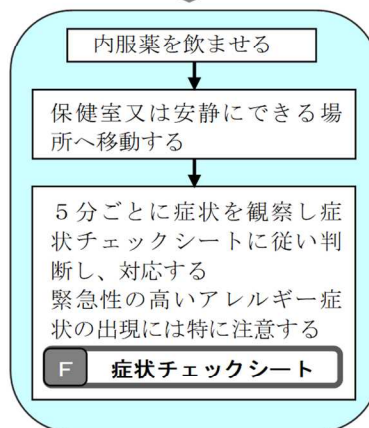 内服薬を飲ませる
保健室又は安静にできる場
所へ移動する
５分ごとに症状を観察し症
状チェックシートに従い判
断し、対応する
緊急性の高いアレルギー症
状の出現には特に注意する
F 症状チェックシート